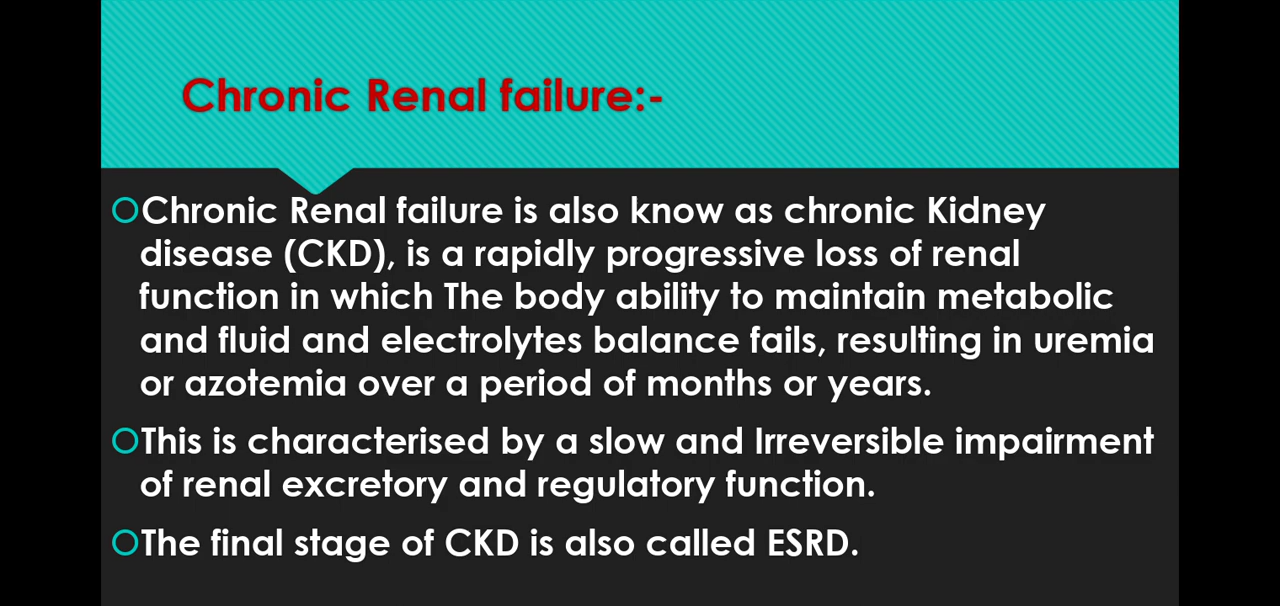 Chronic Renal failure:-
Chronic Renal failure is also know as chronic Kidney
disease (CKD), is a rapidly progressive loss of renal
function in which The body ability to maintain metabolic
and fluid and electrolytes balance fails, resulting in uremia
or azotemia over a period of months or years.
This is characterised by a slow and Irreversible impairment
of renal excretory and regulatory function.
The final stage of CKD is also called ESRD.